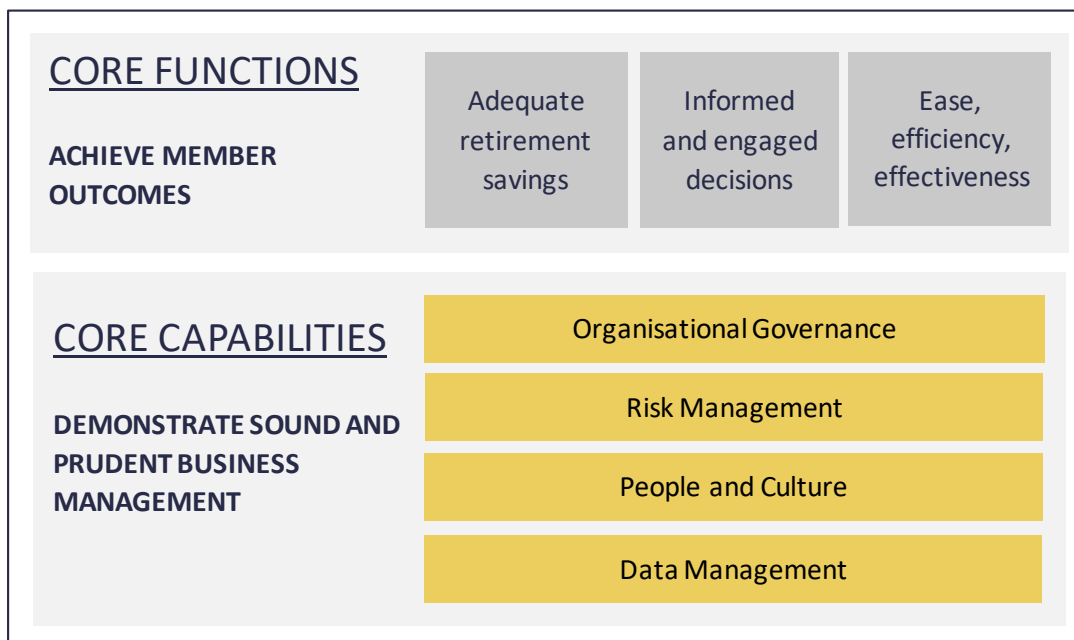 CORE FUNCTIONS
ACHIEVE MEMBER
OUTCOMES
Adequate
retirement
savings
Informed
and engaged
decisions
Ease,
efficiency,
effectiveness
CORE CAPABILITIES
DEMONSTRATE SOUND AND
PRUDENT BUSINESS
MANAGEMENT
Organisational Governance
Risk Management
People and Culture
Data Management